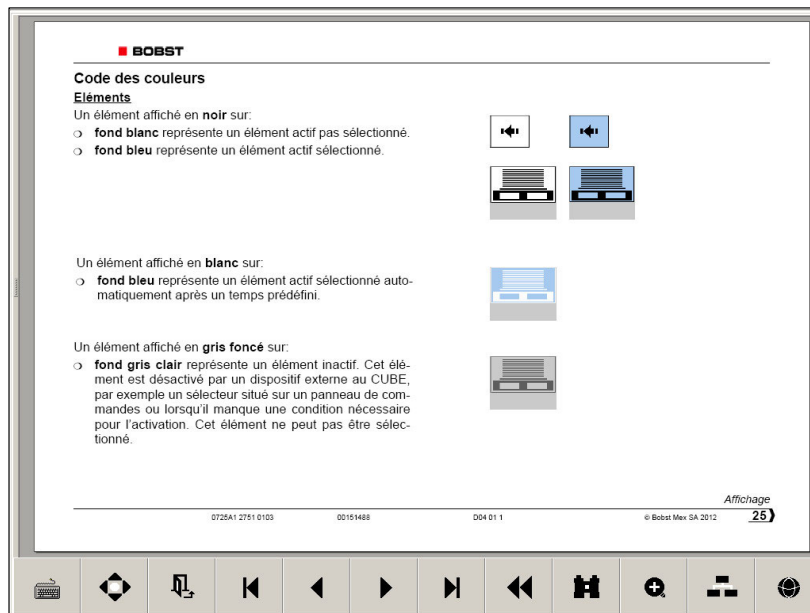 BOBST
Code des couleurs
Eléments
Un élément affiché en noir sur:
fond blanc représente un élément actif pas sélectionné.
fond bleu représente un élément actif sélectionné.
Un élément affiché en blanc sur:
fond bleu représente un élément actif sélectionné auto-
matiquement après un temps prédéfini.
Un élément affiché en gris foncé sur:
fond gris clair représente un élément inactif. Cet élé-
ment est désactivé par un dispositif externe au CUBE,
par exemple un sélecteur situé sur un panneau de com-
mandes ou lorsqu'il manque une condition nécessaire
pour l'activation. Cet élément ne peut pas être sélec-
tionné.
Affichage
0725A1 2751 0103 00151488 D04 01 1 © Bobst Mex SA 2012 25